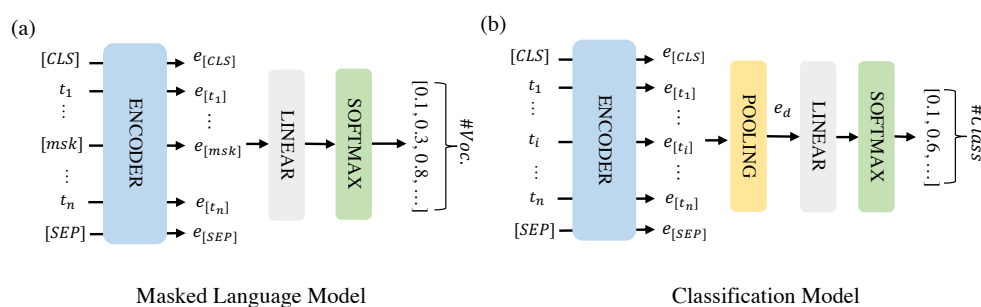 (a)
[CLS]
t1
...
[msk]
...
tn
[SEP]
ENCODER
e[CLS]
e[t1]
...
e[msk]
...
e[tn]
e[SEP]
LINEAR
SOFTMAX
[0.1, 0.3, 0.8, ...]
#Voc.
Masked Language Model
(b)
[CLS]
t1
...
ti
...
tn
[SEP]
ENCODER
e[CLS]
e[t1]
...
e[ti]
...
e[tn]
e[SEP]
POOLING
ed
LINEAR
SOFTMAX
[0.1, 0.6, ...]
#Class
Classification Model